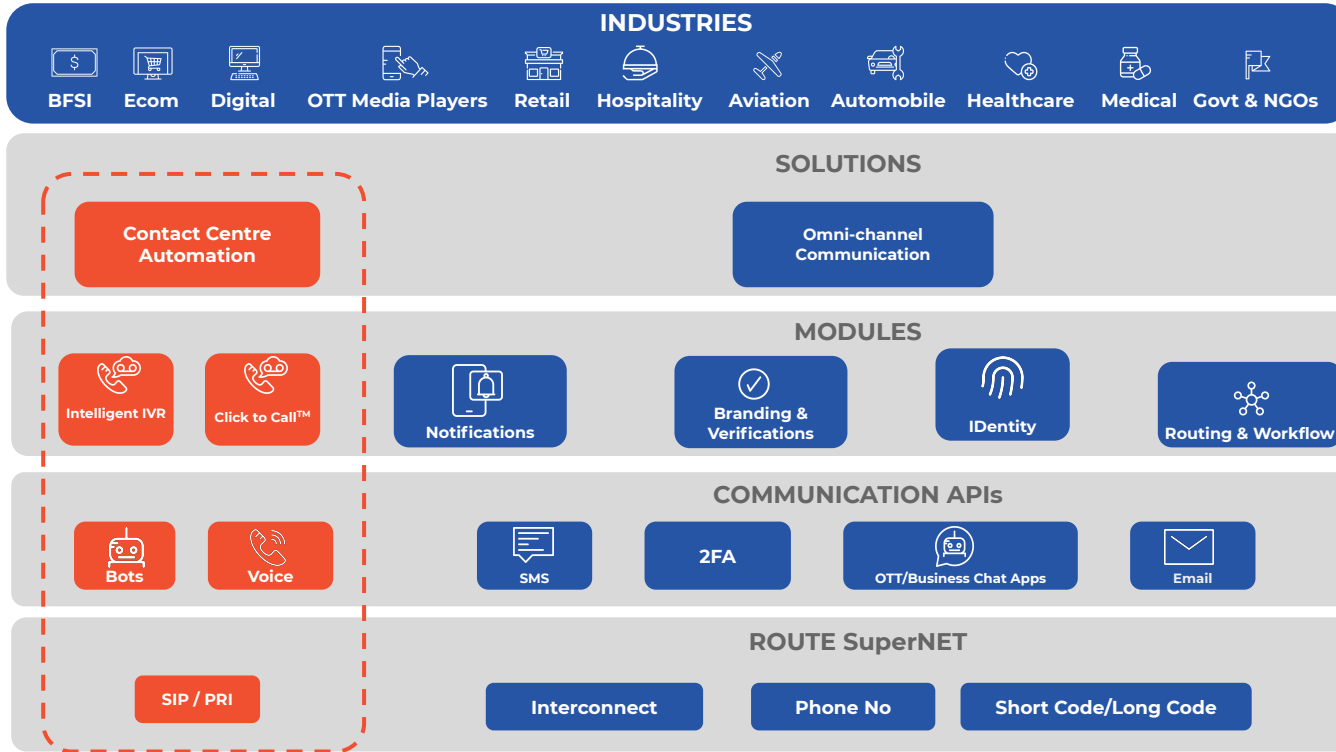 INDUSTRIES
$
BFSI
Ecom
Digital
OTT Media Players
Retail
Hospitality
Aviation
Automobile
Healthcare
Medical
Govt & NGOs
SOLUTIONS
Contact Centre
Automation
Omni-channel
Communication
MODULES
Intelligent IVR
Click to Call™
Notifications
Branding &
Verifications
IDentity
Routing & Workflow
COMMUNICATION APIs
Bots
Voice
SMS
2FA
OTT/Business Chat Apps
Email
ROUTE SuperNET
SIP / PRI
Interconnect
Phone No
Short Code/Long Code